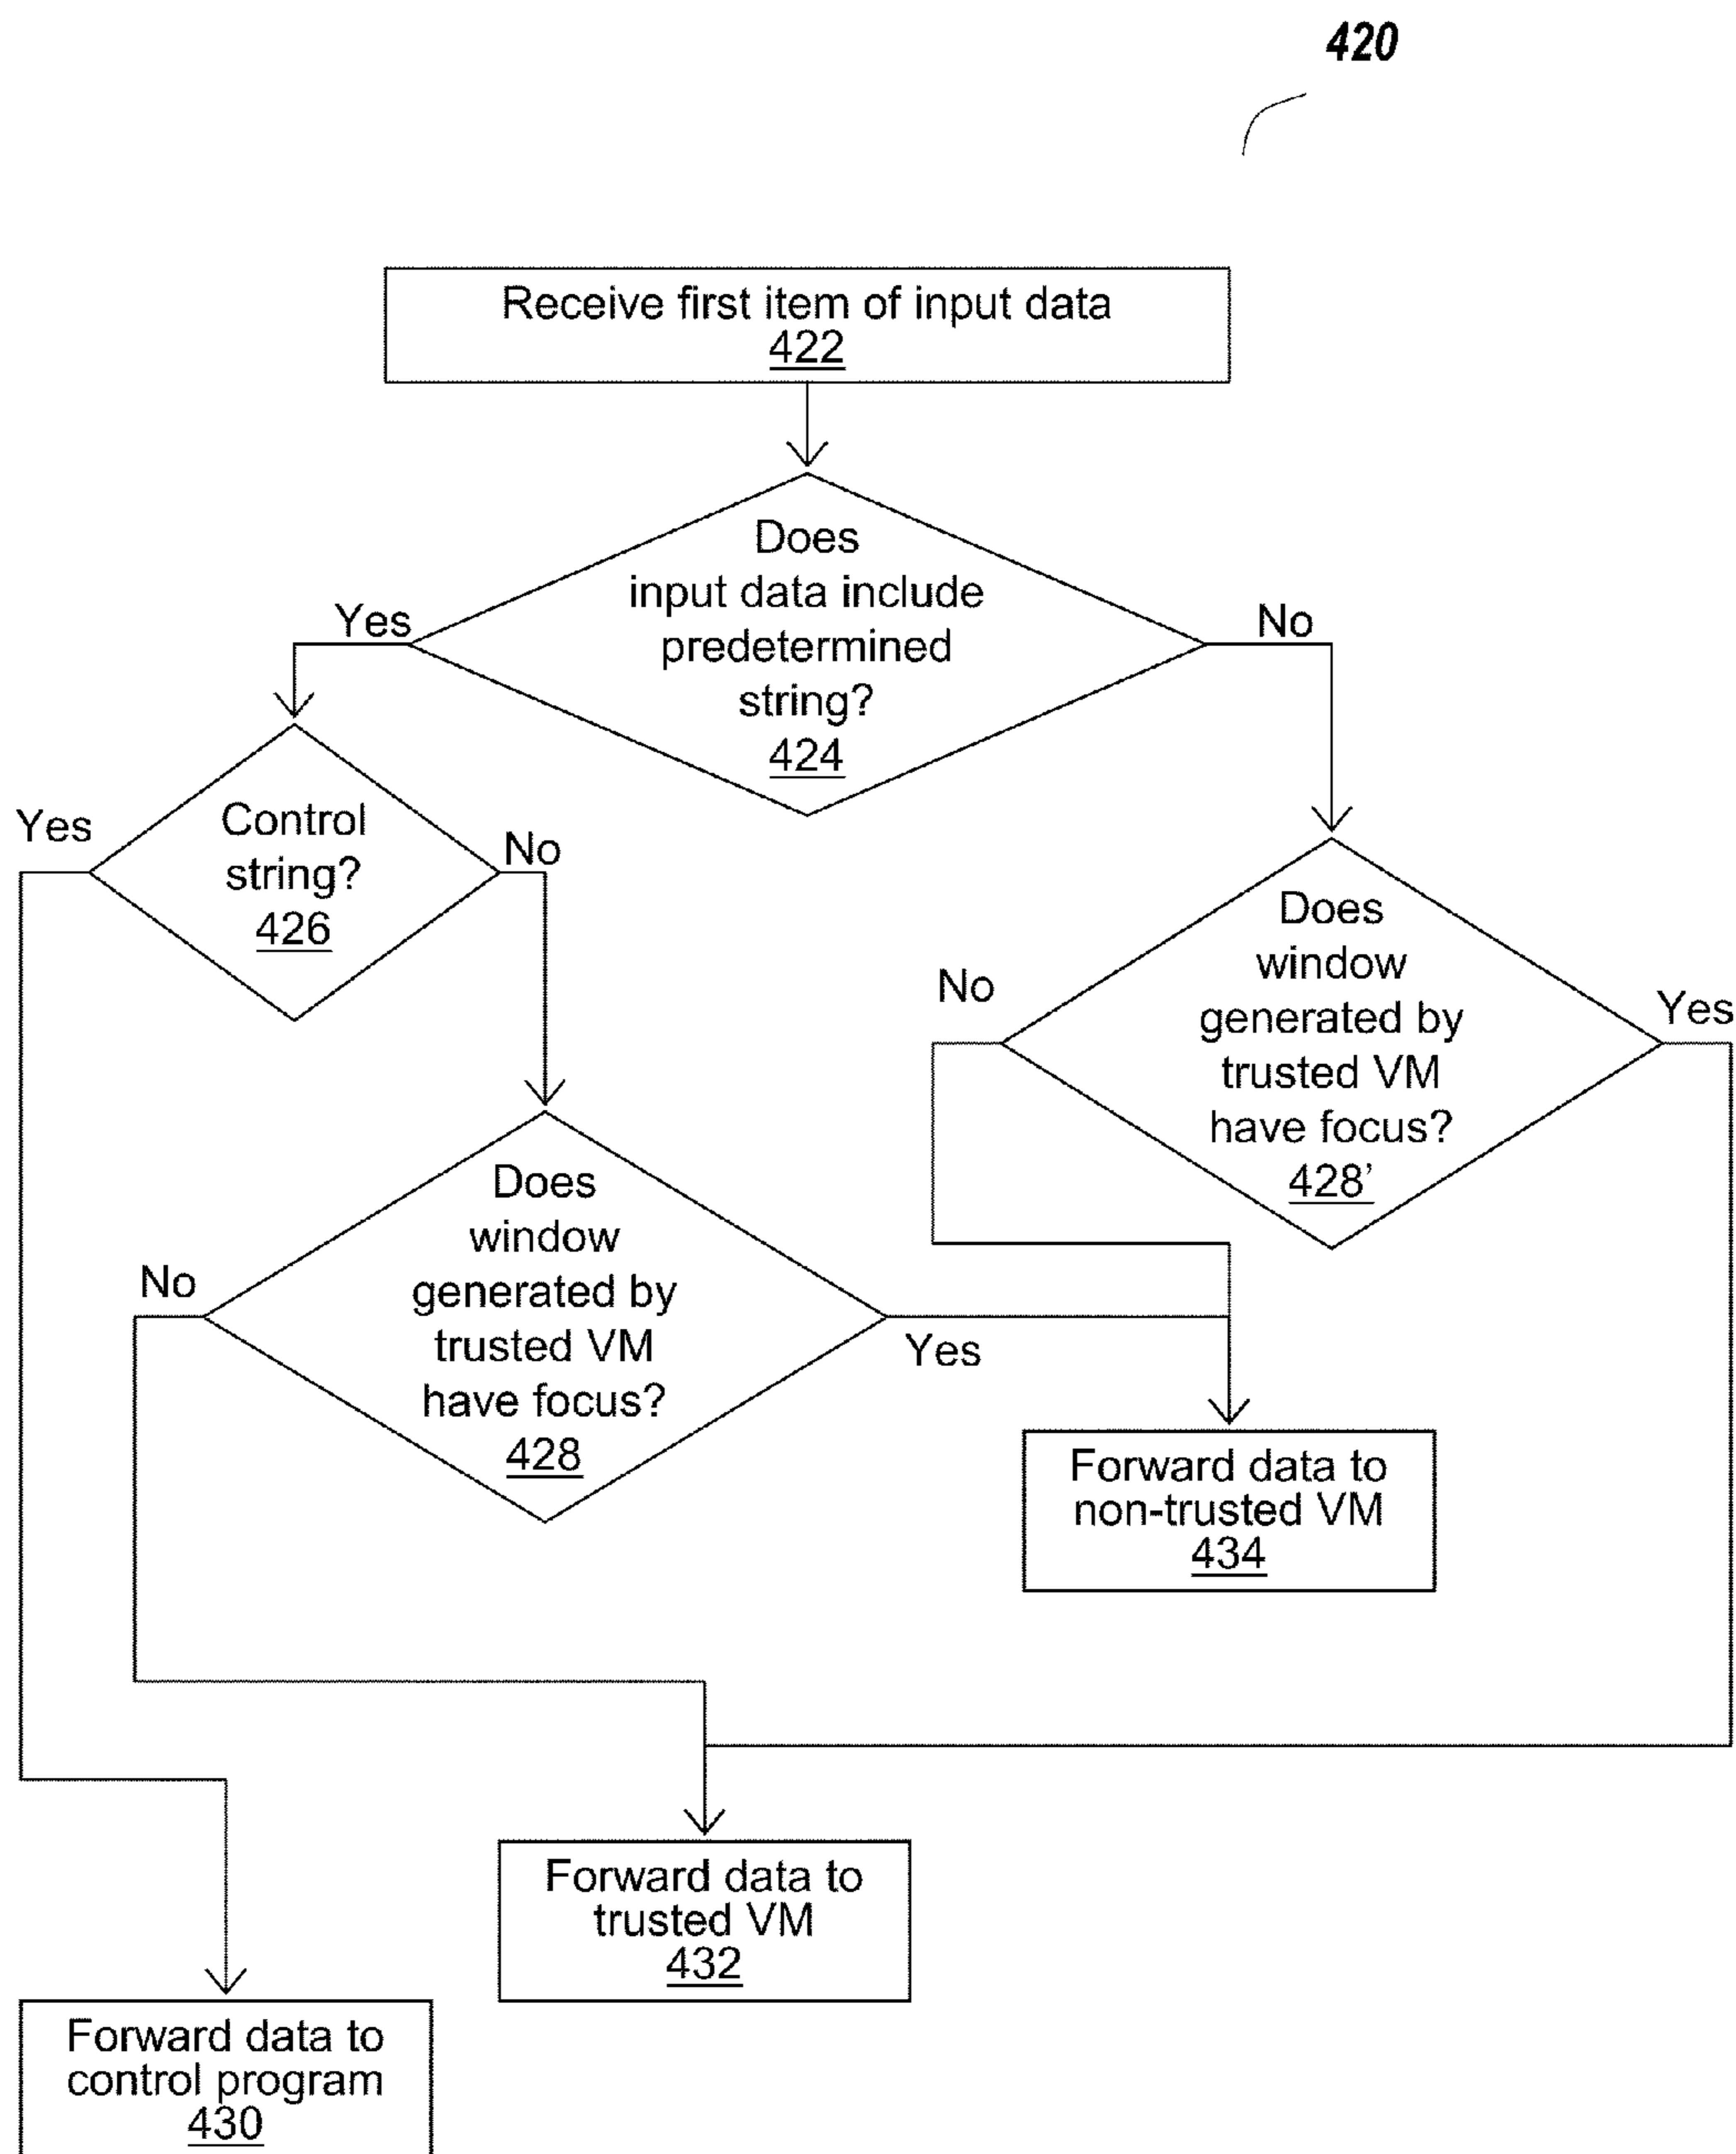 420
Receive first item of input data
422
Does
input data include
predetermined
string?
424
Yes
No
Control
string?
426
Yes
No
Does
window
generated by
trusted VM
have focus?
428’
No
Yes
Does
window
generated by
trusted VM
have focus?
428
No
Yes
Forward data to
non-trusted VM
434
Forward data to
trusted VM
432
Forward data to
control program
430